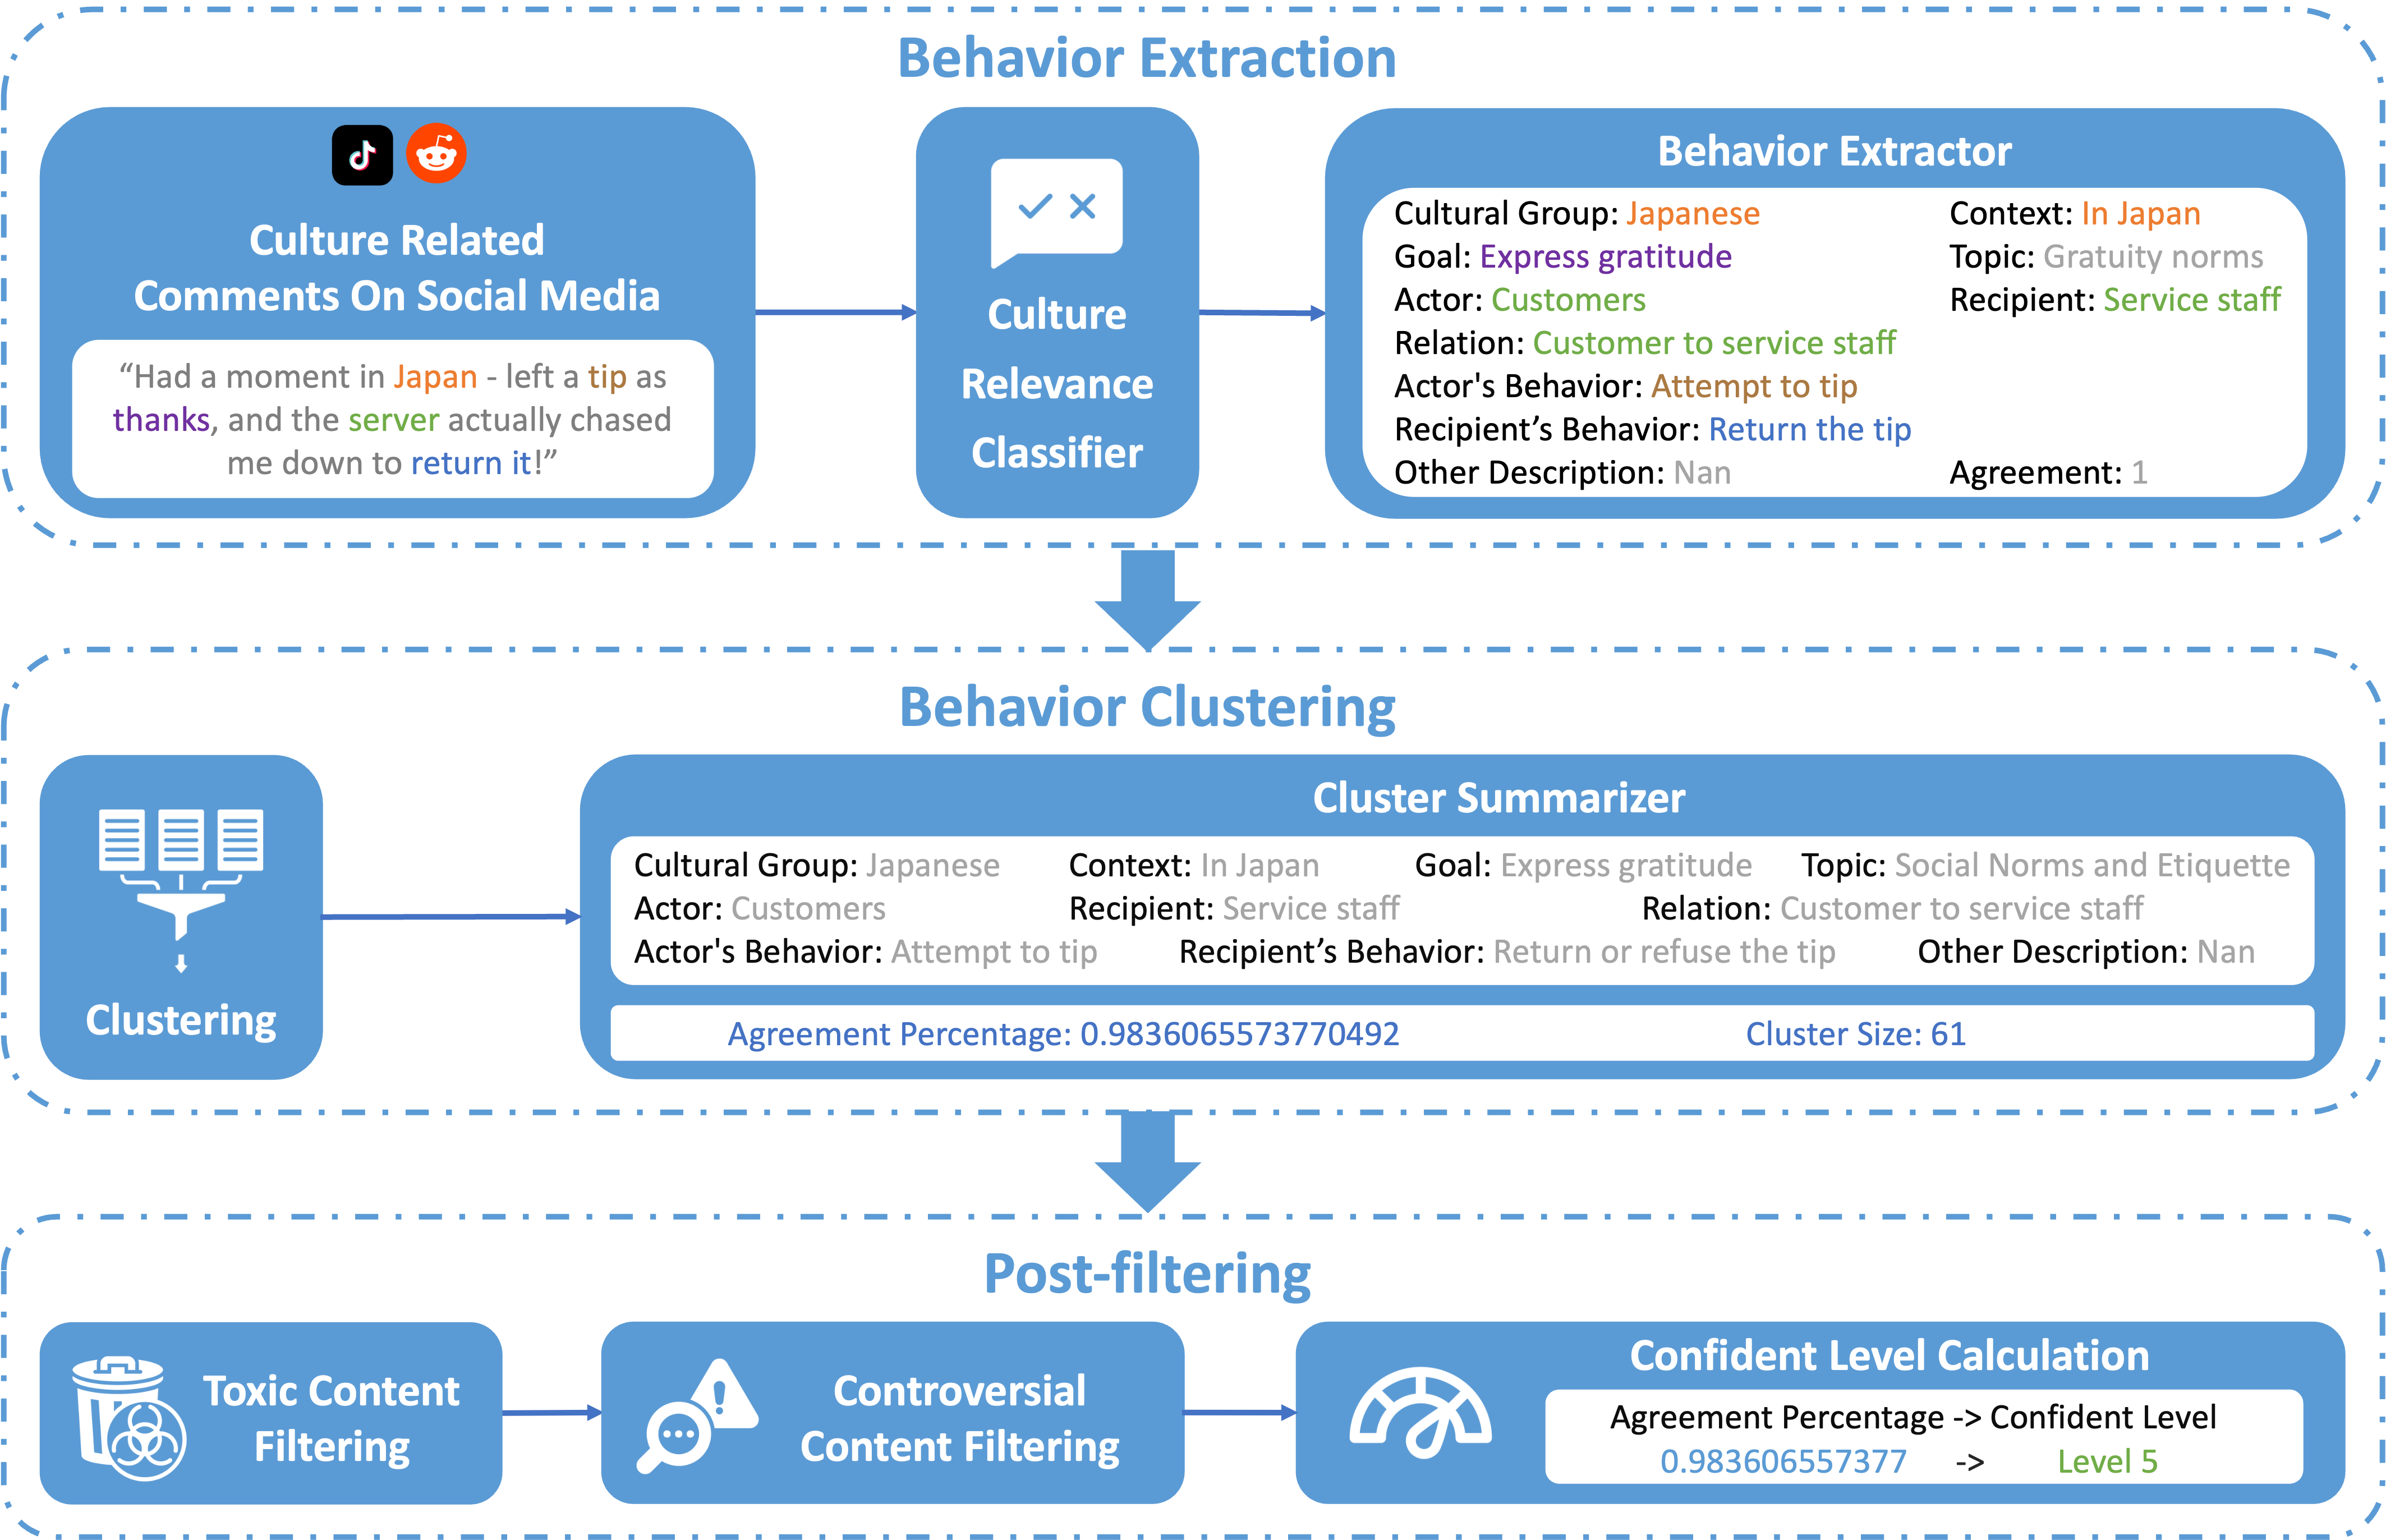 Behavior Extraction
Culture Related
Comments On Social Media
“Had a moment in Japan - left a tip as
thanks, and the server actually chased
me down to return it!”
Culture
Relevance
Classifier
Behavior Extractor
Cultural Group: Japanese Context: In Japan
Goal: Express gratitude Topic: Gratuity norms
Actor: Customers Recipient: Service staff
Relation: Customer to service staff
Actor's Behavior: Attempt to tip
Recipient’s Behavior: Return the tip
Other Description: Nan Agreement: 1
Behavior Clustering
Clustering
Cluster Summarizer
Cultural Group: Japanese Context: In Japan Goal: Express gratitude Topic: Social Norms and Etiquette
Actor: Customers Recipient: Service staff Relation: Customer to service staff
Actor's Behavior: Attempt to tip Recipient’s Behavior: Return or refuse the tip Other Description: Nan
Agreement Percentage: 0.9836065573770492 Cluster Size: 61
Post-filtering
Toxic Content
Filtering
Controversial
Content Filtering
Confident Level Calculation
Agreement Percentage -> Confident Level
0.983606557377 -> Level 5